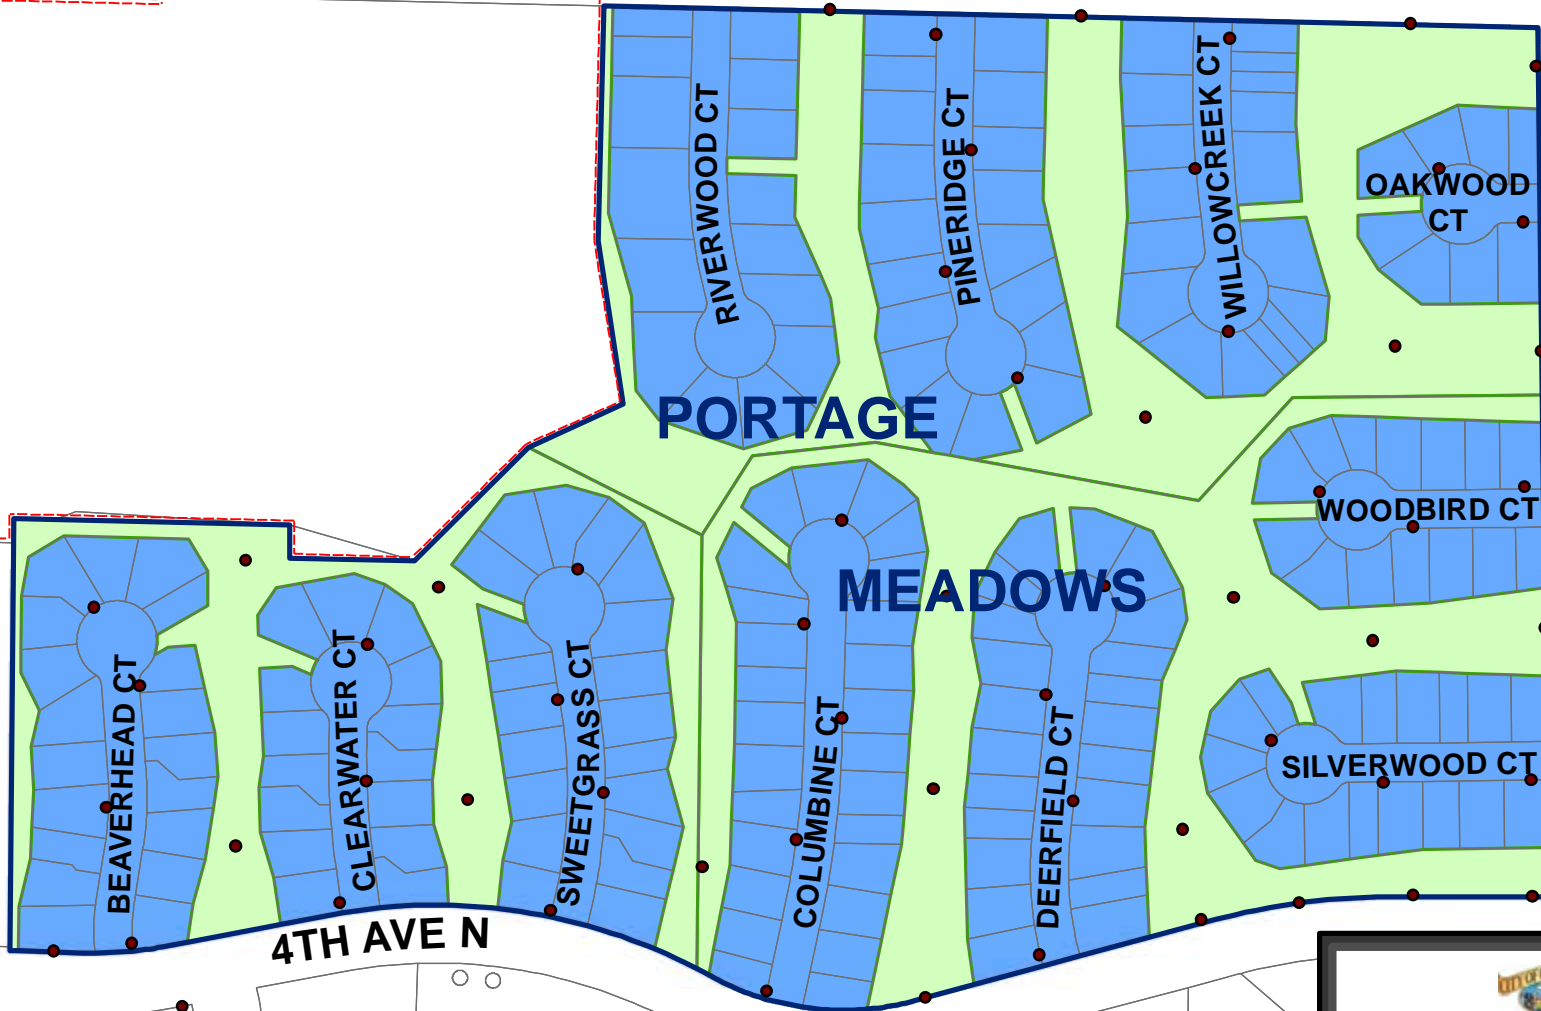 RIVERWOOD CT
PINERIDGE CT
WILLOWCREEK CT
OAKWOOD
CT
PORTAGE
WOODBIRD CT
MEADOWS
BEAVERHEAD CT
CLEARWATER CT
SWEETGRASS CT
COLUMBINE CT
DEERFIELD CT
SILVERWOOD CT
4TH AVE N